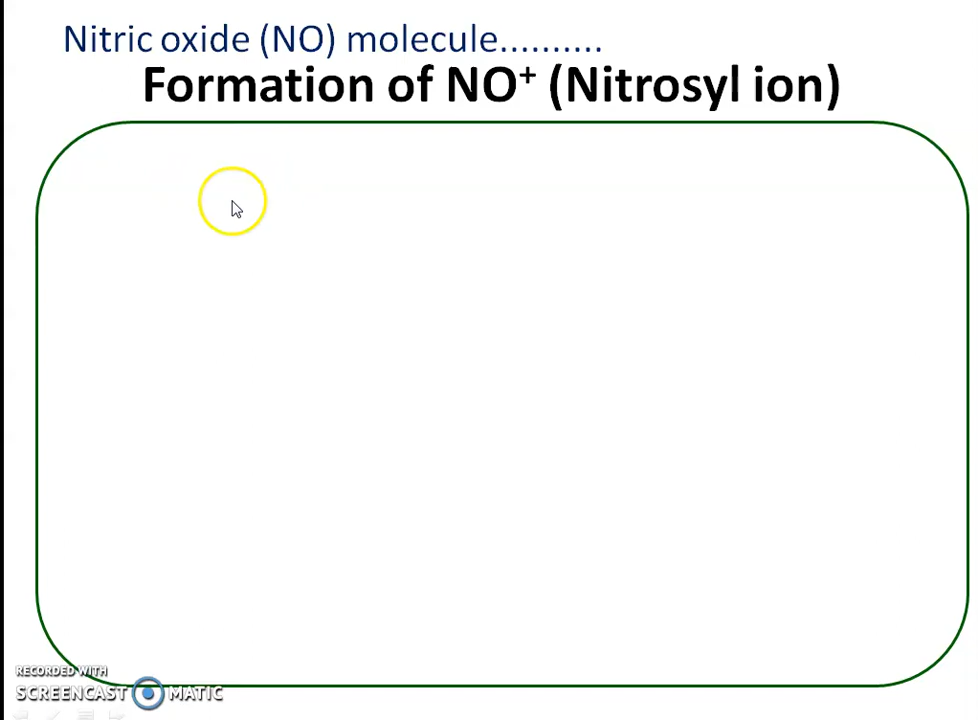 Nitric oxide (NO) molecule..........
Formation of NO⁺ (Nitrosyl ion)
RECORDED WITH
SCREENCAST MATIC